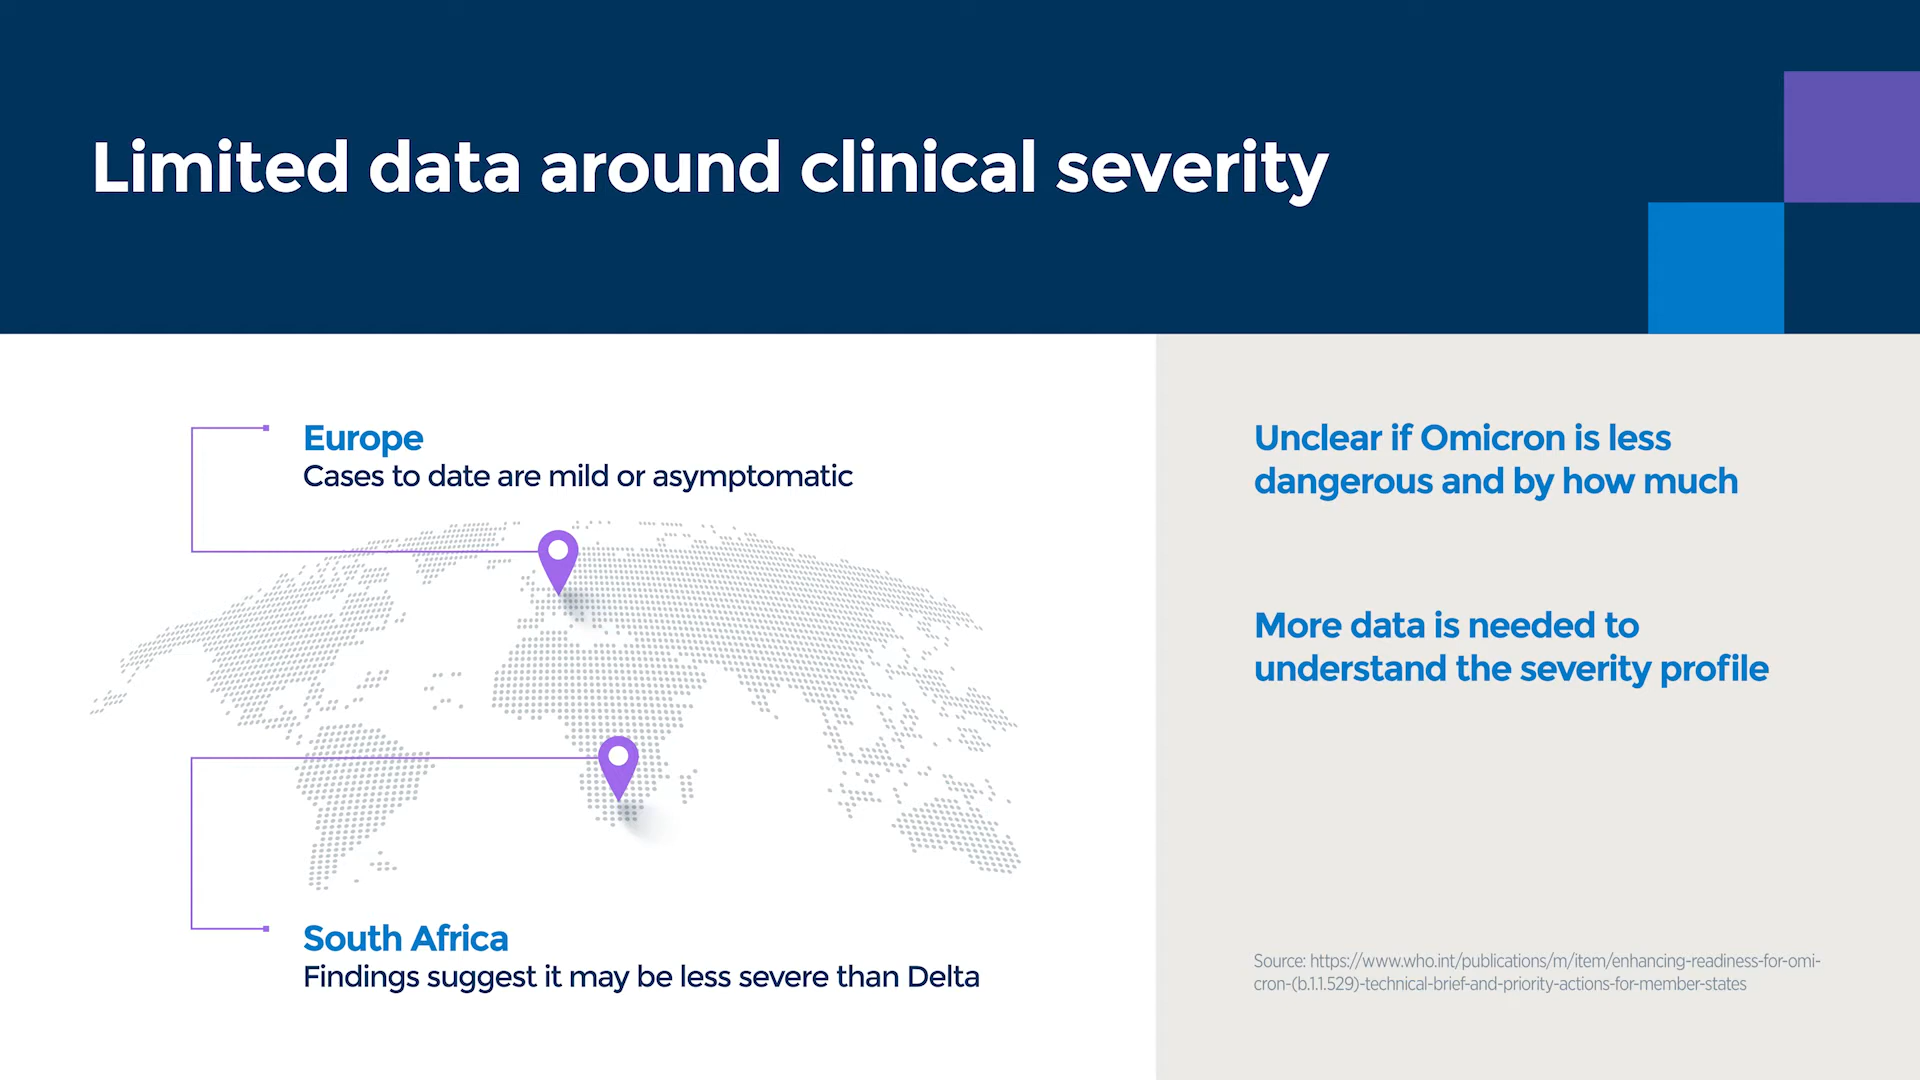 Limited data around clinical severity
Europe
Cases to date are mild or asymptomatic
South Africa
Findings suggest it may be less severe than Delta
Unclear if Omicron is less
dangerous and by how much
More data is needed to
understand the severity profile
Source: https://www.who.int/publications/m/item/enhancing-readiness-for-omi-
cron-(b.1.1.529)-technical-brief-and-priority-actions-for-member-states